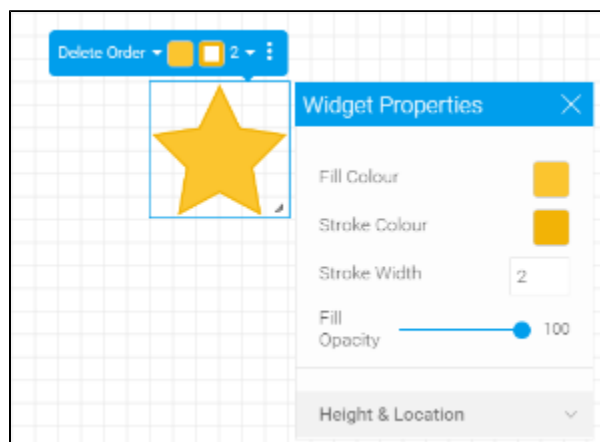 Delete Order 2
Widget Properties
Fill Colour
Stroke Colour
Stroke Width 2
Fill
Opacity 100
Height & Location